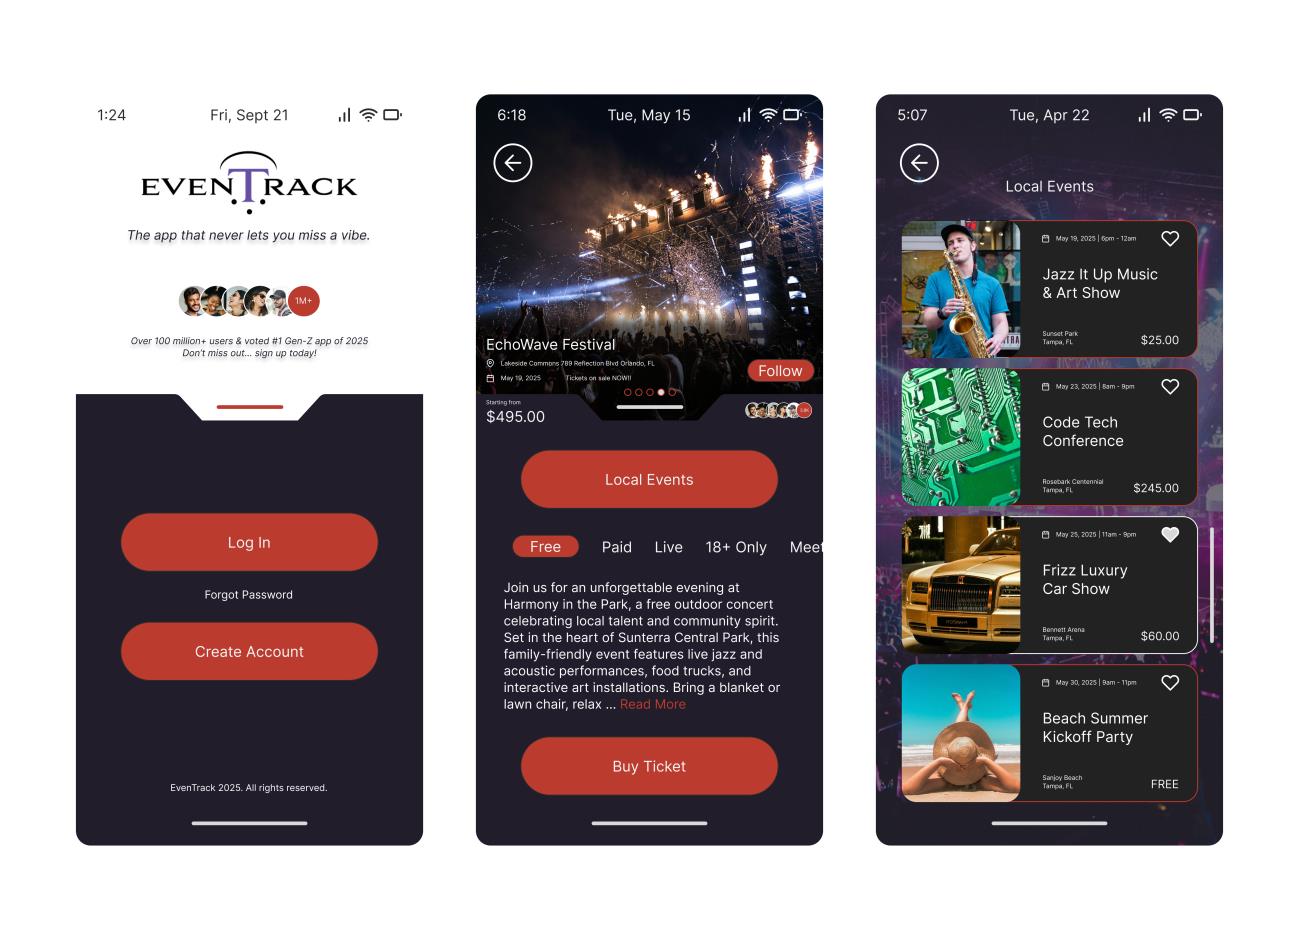 1:24
Fri, Sept 21
EVENTRACK
The app that never lets you miss a vibe.
1M+
Over 100 million+ users & voted #1 Gen-Z app of 2025
Don't miss out... sign up today!
Log In
Forgot Password
Create Account
EvenTrack 2025. All rights reserved.
6:18
Tue, May 15
EchoWave Festival
Lakeside Commons 789 Reflection Blvd Orlando, FL
May 19, 2025 Tickets on sale NOW!!
Follow
Starting from
$495.00
Local Events
Free Paid Live 18+ Only Meet
Join us for an unforgettable evening at
Harmony in the Park, a free outdoor concert
celebrating local talent and community spirit.
Set in the heart of Sunterra Central Park, this
family-friendly event features live jazz and
acoustic performances, food trucks, and
interactive art installations. Bring a blanket or
lawn chair, relax ... Read More
Buy Ticket
5:07
Tue, Apr 22
Local Events
May 19, 2025 | 6pm - 12am
Jazz It Up Music
& Art Show
Sunset Park
Tampa, FL
$25.00
May 23, 2025 | 8am - 9pm
Code Tech
Conference
Rosebark Centennial
Tampa, FL
$245.00
May 25, 2025 | 11am - 9pm
Frizz Luxury
Car Show
Bennett Arena
Tampa, FL
$60.00
May 30, 2025 | 9am - 11pm
Beach Summer
Kickoff Party
Sanjoy Beach
Tampa, FL
FREE